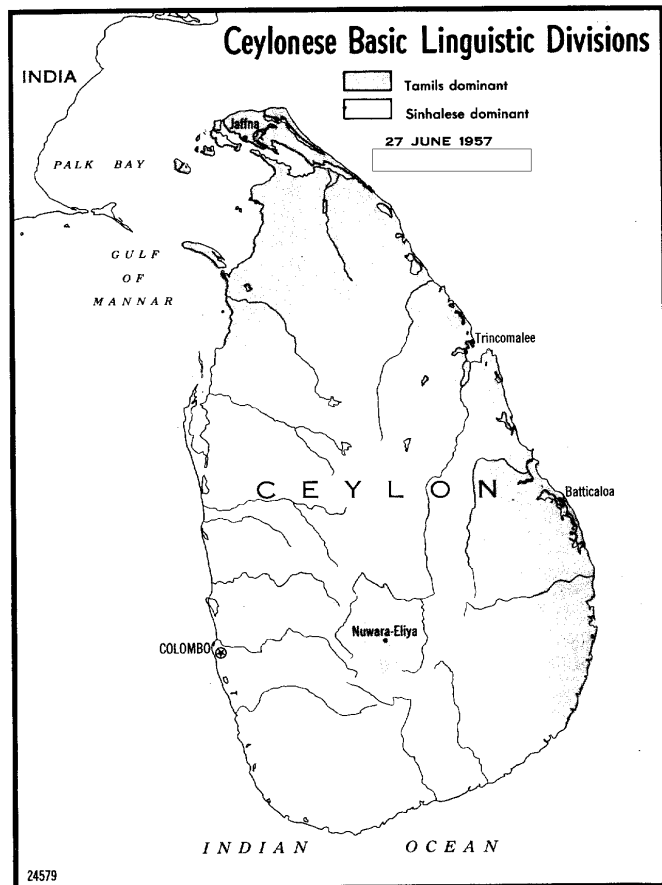 Ceylonese Basic Linguistic Divisions
INDIA
Tamils dominant
Sinhalese dominant
27 JUNE 1957
Jaffna
PALK BAY
GULF
OF
MANNAR
Trincomalee
CEYLON
Batticaloa
Nuwara-Eliya
COLOMBO
INDIAN OCEAN
24579